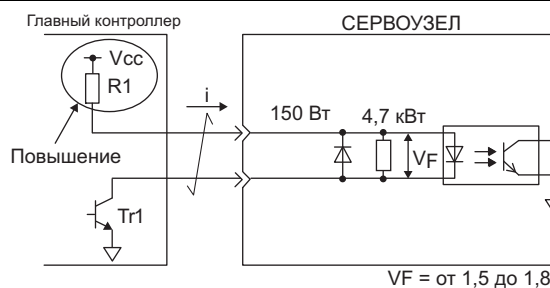 Главный контроллер
СЕРВОУЗЕЛ
Vcc
R1
i
150 Вт
4,7 кВт
Повышение
VF
Tr1
VF = от 1,5 до 1,8